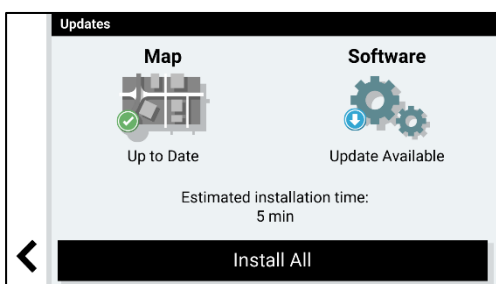 Updates
Map
Software
Up to Date
Update Available
Estimated installation time:
5 min
Install All